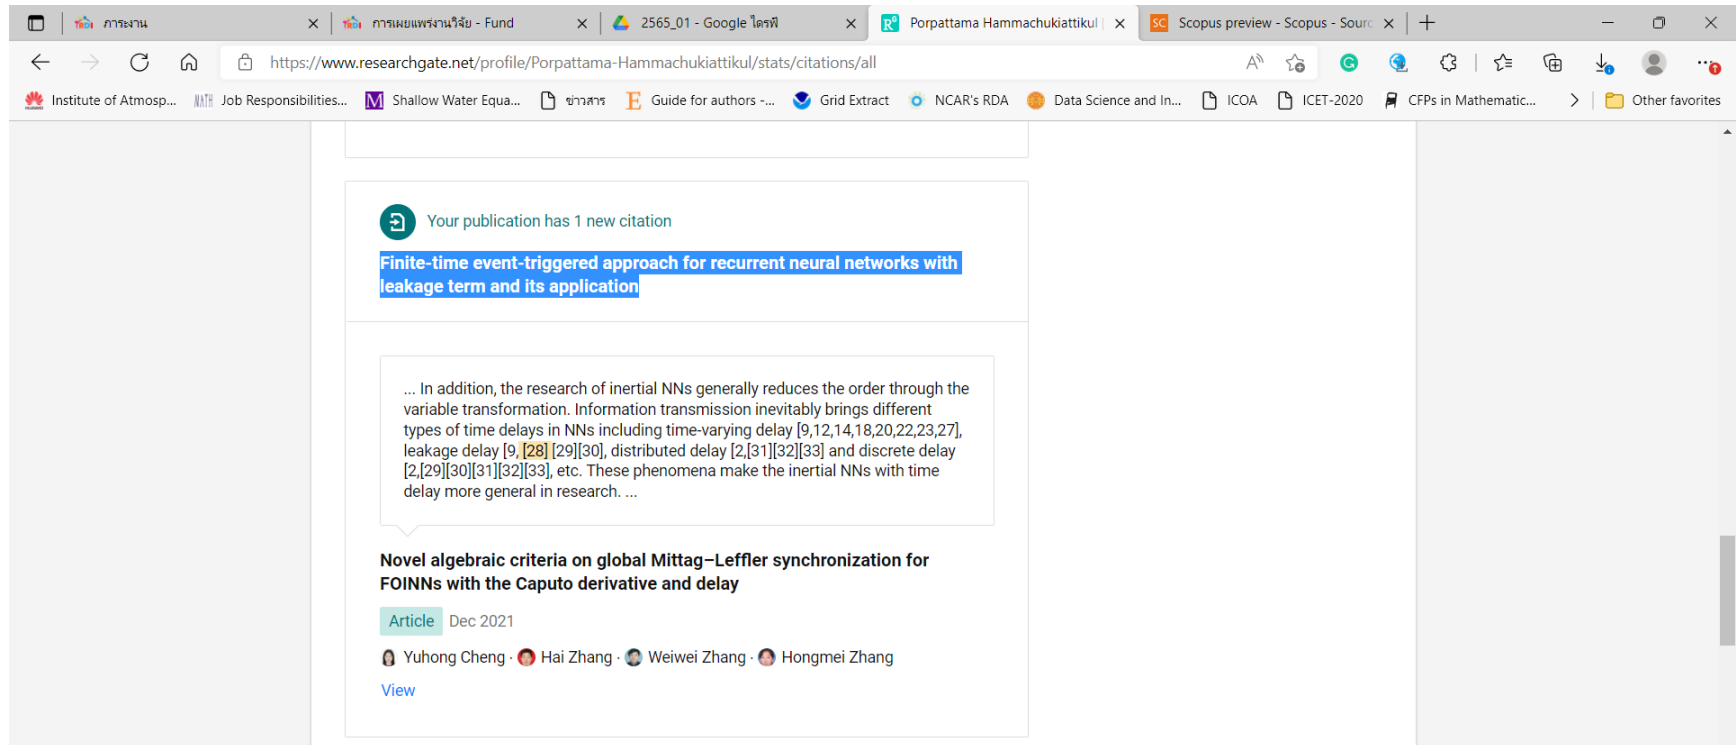 ภาระงาน
การเผยแพร่งานวิจัย - Fund
2565_01 - Google ไดรฟ์
Porpattama Hammachukiattikul |
Scopus preview - Scopus - Sourc
https://www.researchgate.net/profile/Porpattama-Hammachukiattikul/stats/citations/all
Institute of Atmosp... Job Responsibilities... Shallow Water Equa... ข่าวสาร Guide for authors -... Grid Extract NCAR's RDA Data Science and In... ICOA ICET-2020 CFPs in Mathematic... Other favorites
Your publication has 1 new citation
Finite-time event-triggered approach for recurrent neural networks with
leakage term and its application
... In addition, the research of inertial NNs generally reduces the order through the
variable transformation. Information transmission inevitably brings different
types of time delays in NNs including time-varying delay [9,12,14,18,20,22,23,27],
leakage delay [9, [28] [29][30], distributed delay [2,[31][32][33] and discrete delay
[2,[29][30][31][32][33], etc. These phenomena make the inertial NNs with time
delay more general in research. ...
Novel algebraic criteria on global Mittag–Leffler synchronization for
FOINNs with the Caputo derivative and delay
Article Dec 2021
Yuhong Cheng · Hai Zhang · Weiwei Zhang · Hongmei Zhang
View